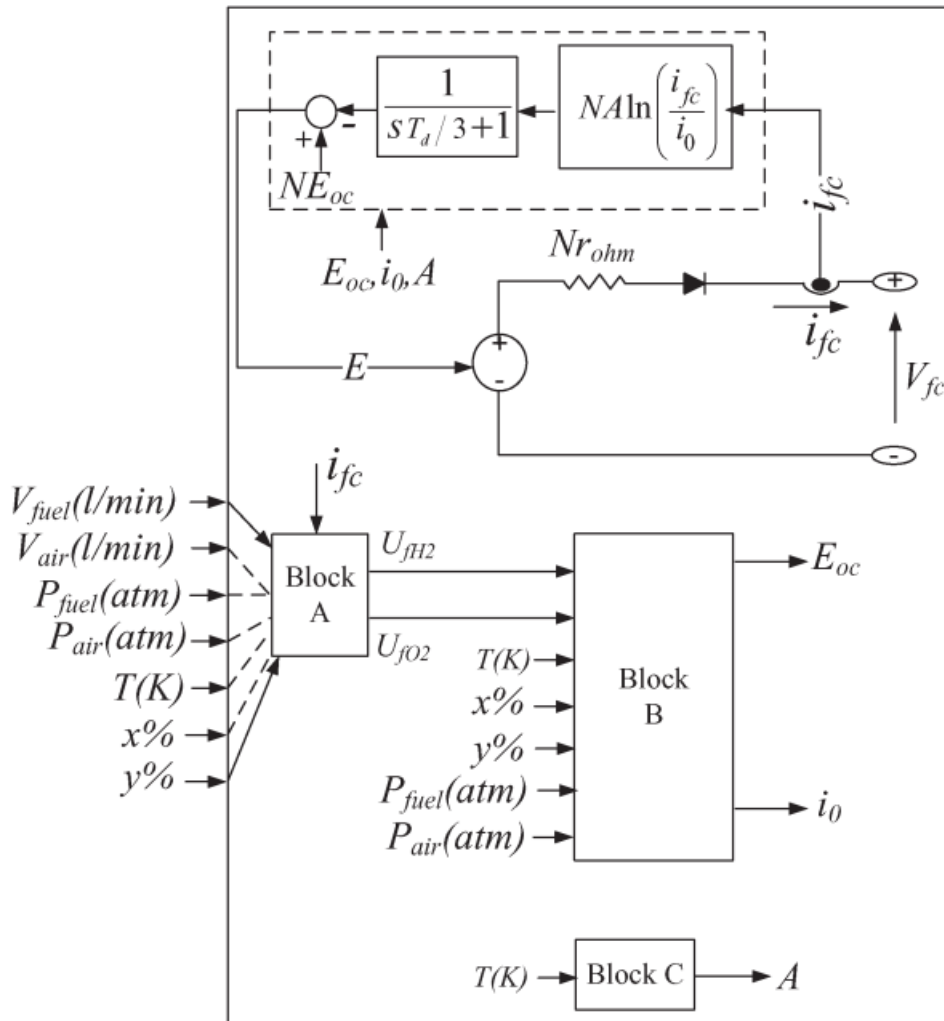 1
sT_d / 3+1
NA ln (i_fc / i_0)
+
-
NE_oc
i_fc
E_oc, i_0, A
Nr_ohm
+
i_fc
E
+
-
V_fc
-
i_fc
V_fuel(l/min)
V_air(l/min)
P_fuel(atm)
P_air(atm)
T(K)
x%
y%
Block
A
U_fH2
U_fO2
T(K)
x%
y%
P_fuel(atm)
P_air(atm)
Block
B
E_oc
i_0
T(K)
Block C
A